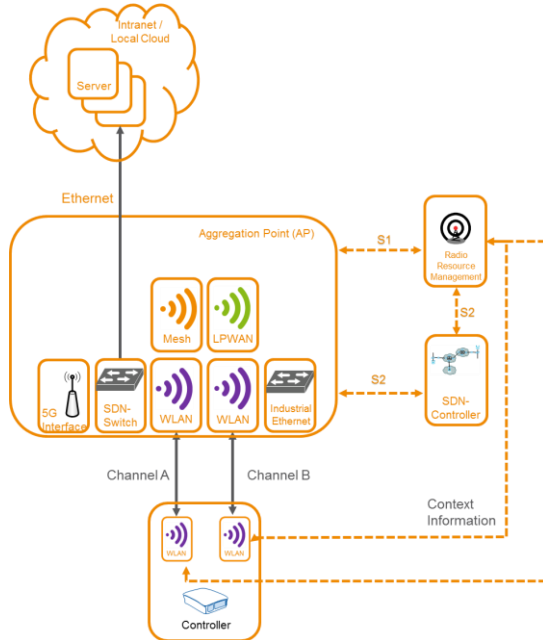 Intranet /
Local Cloud
Server
Ethernet
Aggregation Point (AP)
S1
Radio
Resource
Management
S2
Mesh
LPWAN
5G
Interface
SDN-
Switch
WLAN
WLAN
Industrial
Ethernet
S2
SDN-
Controller
Channel A
Channel B
Context
Information
WLAN
WLAN
Controller